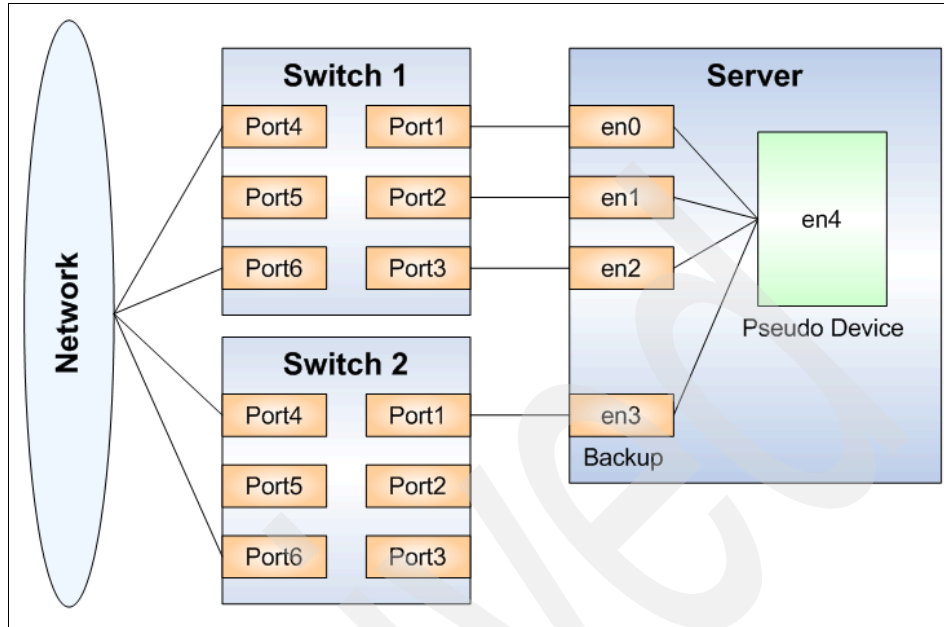 Network
Switch 1
Port4
Port1
Port5
Port2
Port6
Port3
Switch 2
Port4
Port1
Port5
Port2
Port6
Port3
Server
en0
en1
en2
en4
Pseudo Device
en3
Backup